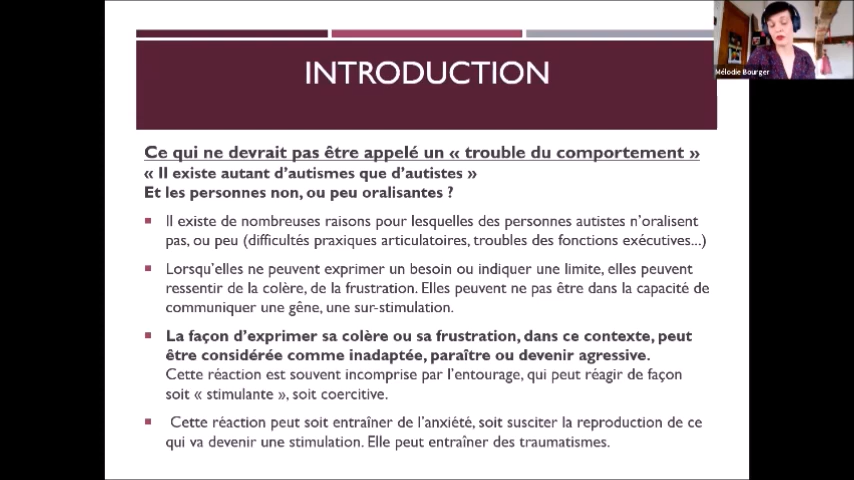 INTRODUCTION
Mélodie Bourger
Ce qui ne devrait pas être appelé un « trouble du comportement »
« Il existe autant d'autismes que d'autistes »
Et les personnes non, ou peu oralisantes ?
Il existe de nombreuses raisons pour lesquelles des personnes autistes n'oralisent
pas, ou peu (difficultés praxiques articulatoires, troubles des fonctions exécutives...)
Lorsqu'elles ne peuvent exprimer un besoin ou indiquer une limite, elles peuvent
ressentir de la colère, de la frustration. Elles peuvent ne pas être dans la capacité de
communiquer une gêne, une sur-stimulation.
La façon d'exprimer sa colère ou sa frustration, dans ce contexte, peut
être considérée comme inadaptée, paraître ou devenir agressive.
Cette réaction est souvent incomprise par l'entourage, qui peut réagir de façon
soit « stimulante », soit coercitive.
Cette réaction peut soit entraîner de l'anxiété, soit susciter la reproduction de ce
qui va devenir une stimulation. Elle peut entraîner des traumatismes.